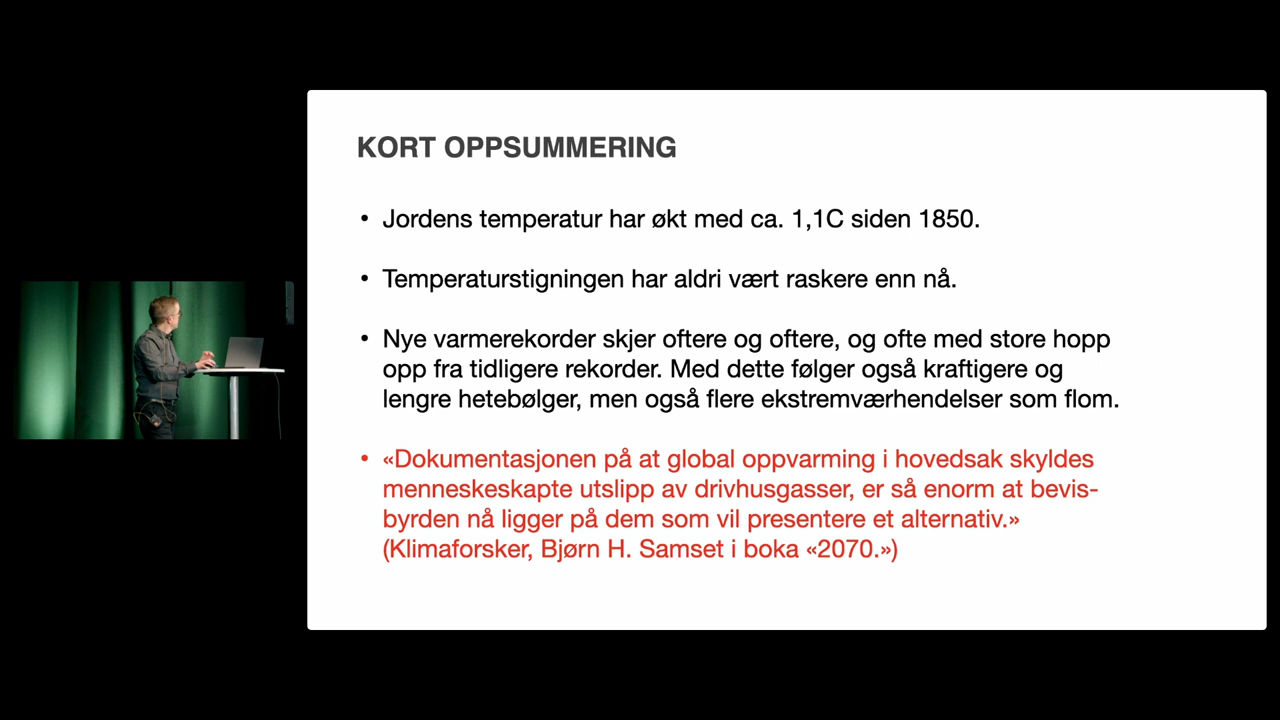 KORT OPPSUMMERING
• Jordens temperatur har økt med ca. 1,1C siden 1850.
• Temperaturstigningen har aldri vært raskere enn nå.
• Nye varmerekorder skjer oftere og oftere, og ofte med store hopp
opp fra tidligere rekorder. Med dette følger også kraftigere og
lengre hetebølger, men også flere ekstremværhendelser som flom.
• «Dokumentasjonen på at global oppvarming i hovedsak skyldes
menneskeskapte utslipp av drivhusgasser, er så enorm at bevis-
byrden nå ligger på dem som vil presentere et alternativ.»
(Klimaforsker, Bjørn H. Samset i boka «2070.»)